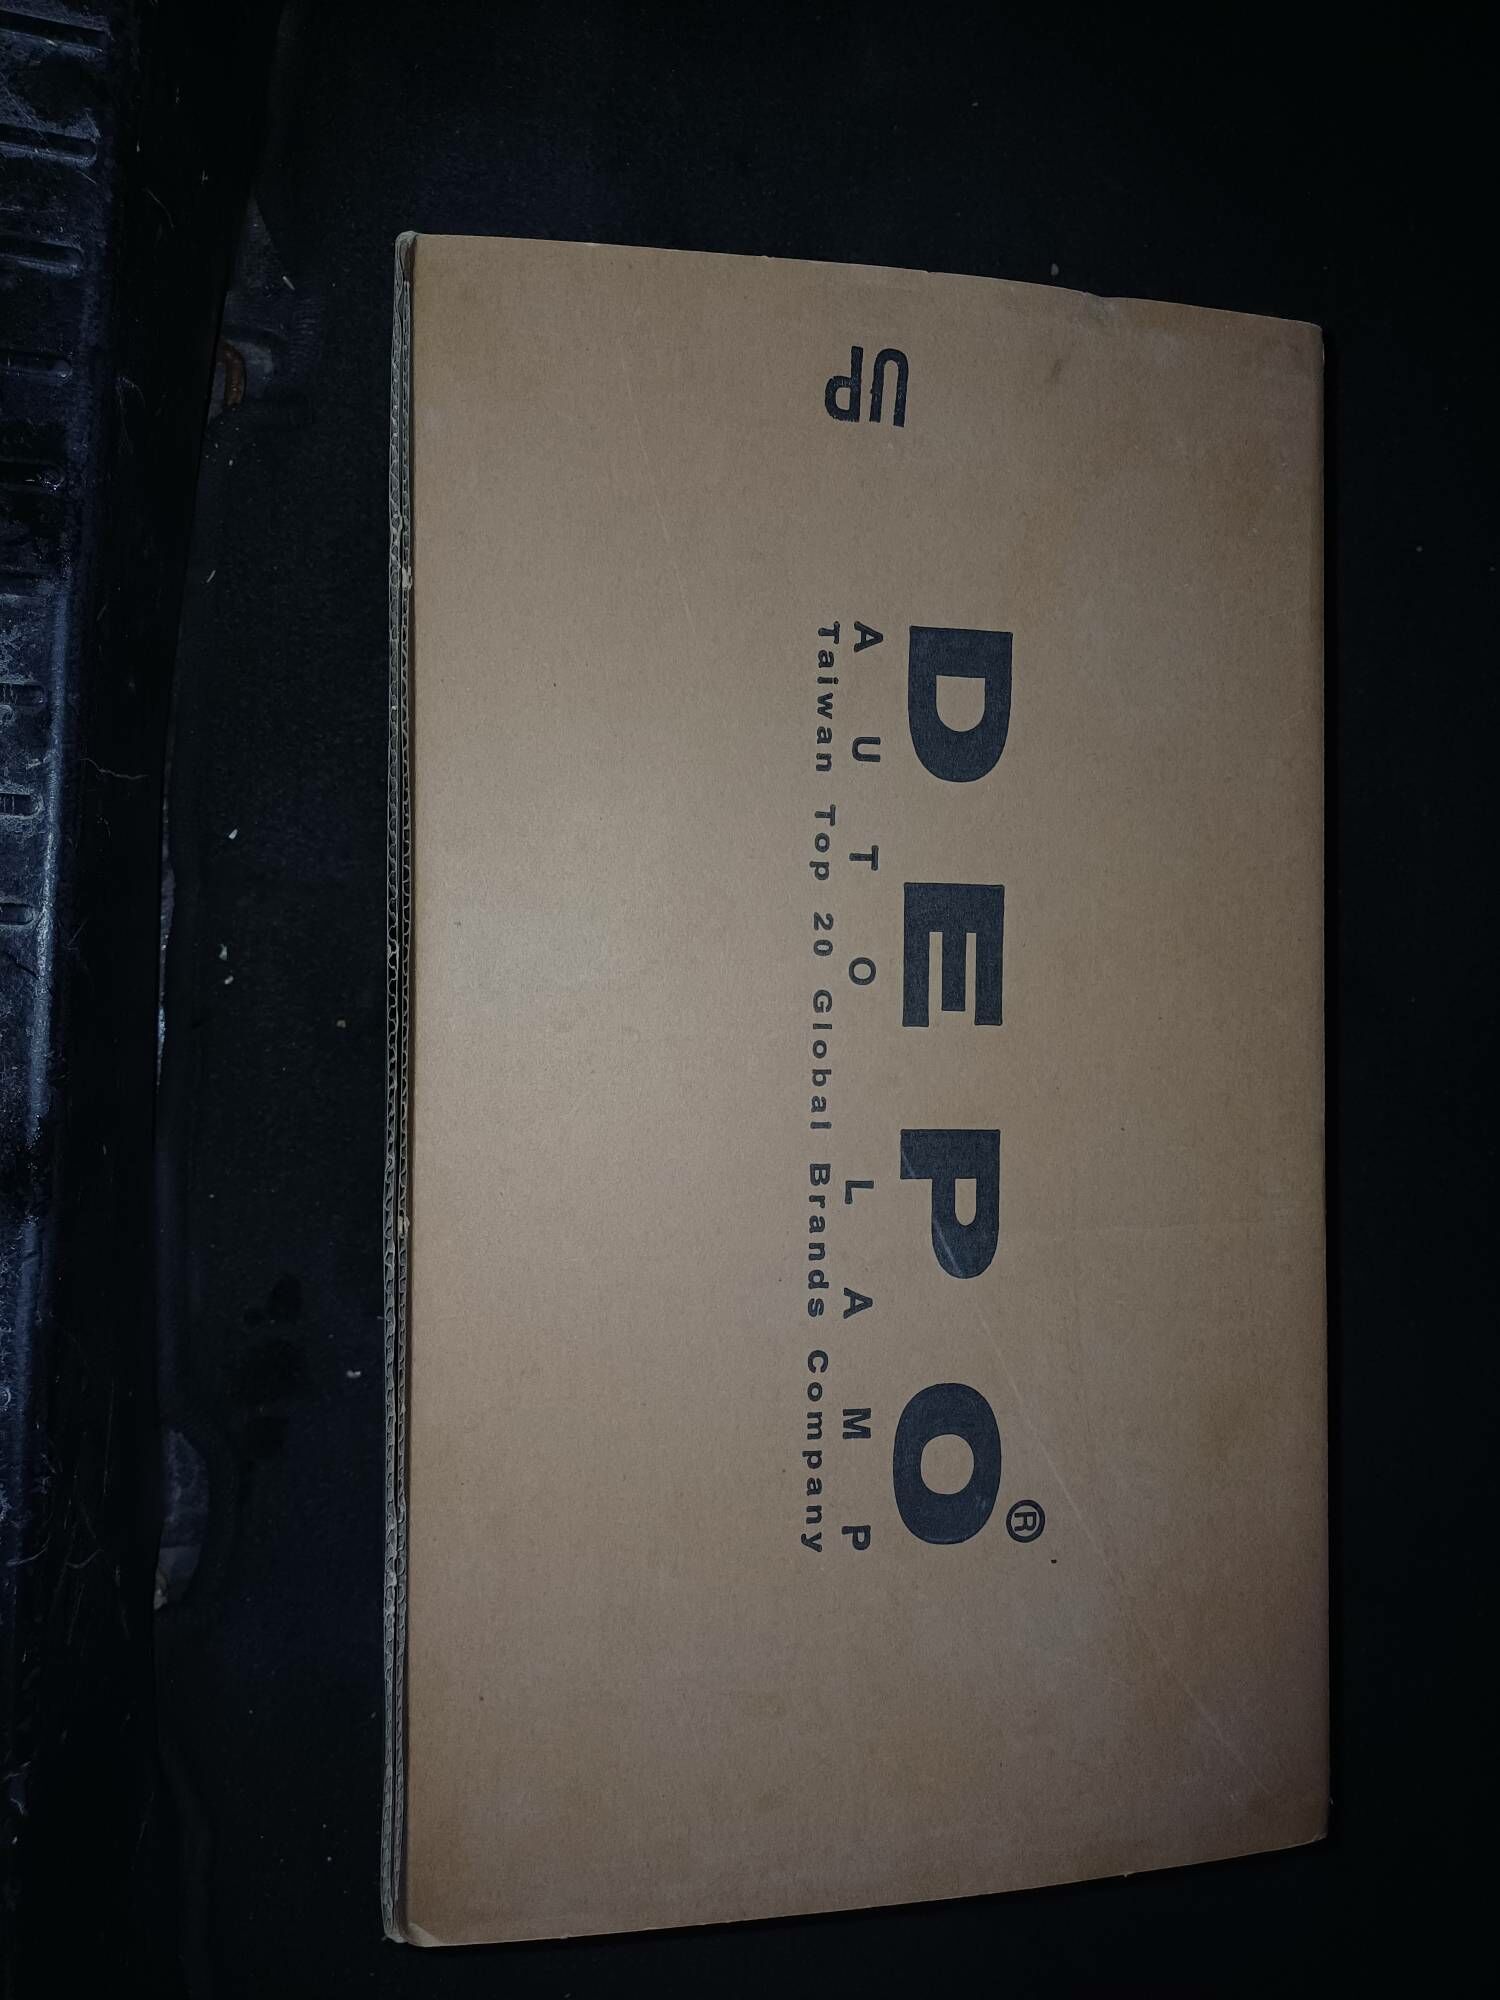 UP
DEPO®
AUTO LAMP
Taiwan Top 20 Global Brands Company